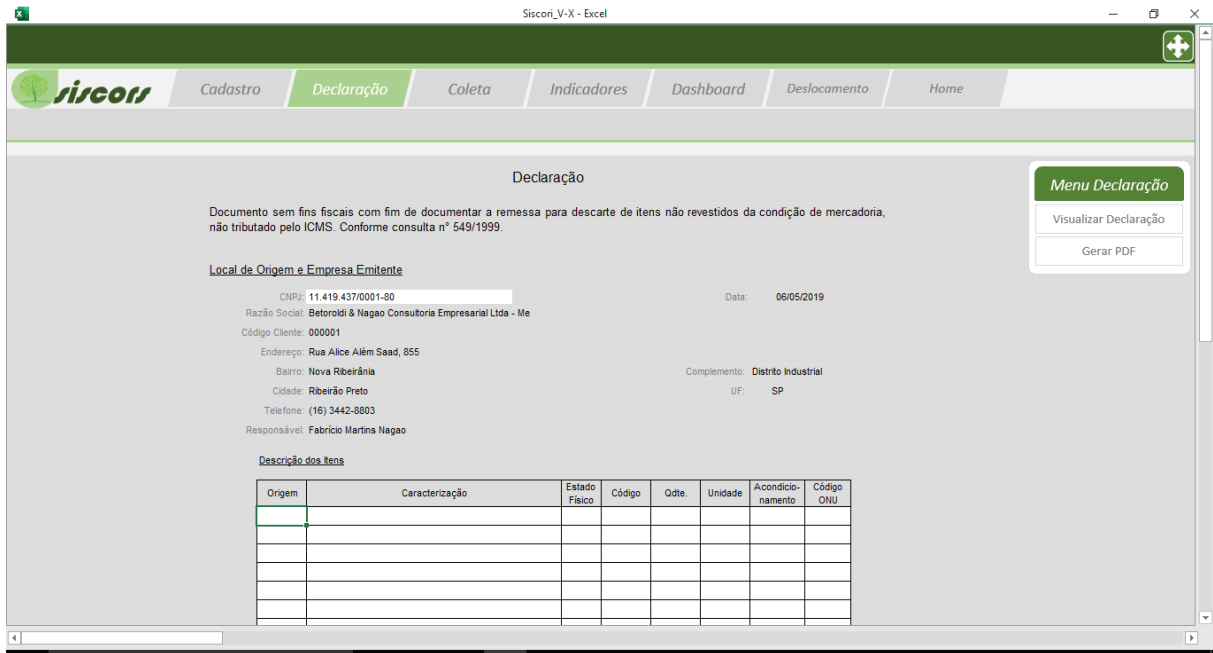 Siscori_V-X - Excel
siscors
Cadastro Declaração Coleta Indicadores Dashboard Deslocamento Home
Declaração
Menu Declaração
Visualizar Declaração
Gerar PDF
Documento sem fins fiscais com fim de documentar a remessa para descarte de itens não revestidos da condição de mercadoria,
não tributado pelo ICMS. Conforme consulta n° 549/1999.
Local de Origem e Empresa Emitente
CNPJ: 11.419.437/0001-80 Data: 06/05/2019
Razão Social: Betoroldi & Nagao Consultoria Empresarial Ltda - Me
Código Cliente: 000001
Endereço: Rua Alice Além Saad, 855
Bairro: Nova Ribeirânia Complemento: Distrito Industrial
Cidade: Ribeirão Preto UF: SP
Telefone: (16) 3442-8803
Responsável: Fabrício Martins Nagao
Descrição dos Itens
Origem Caracterização Estado Físico Código Qdte. Unidade Acondicio-namento Código ONU